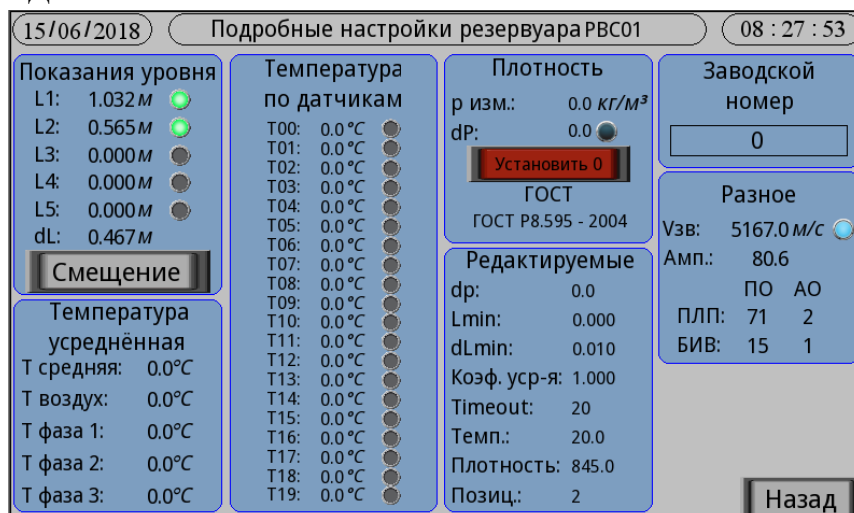 15/06/2018
Подробные настройки резервуара РВС01
08 : 27 : 53
Показания уровня
L1: 1.032 м
L2: 0.565 м
L3: 0.000 м
L4: 0.000 м
L5: 0.000 м
dL: 0.467 м
Смещение
Температура
усреднённая
Т средняя: 0.0°C
Т воздух: 0.0°C
Т фаза 1: 0.0°C
Т фаза 2: 0.0°C
Т фаза 3: 0.0°C
Температура
по датчикам
T00: 0.0 °C
T01: 0.0 °C
T02: 0.0 °C
T03: 0.0 °C
T04: 0.0 °C
T05: 0.0 °C
T06: 0.0 °C
T07: 0.0 °C
T08: 0.0 °C
T09: 0.0 °C
T10: 0.0 °C
T11: 0.0 °C
T12: 0.0 °C
T13: 0.0 °C
T14: 0.0 °C
T15: 0.0 °C
T16: 0.0 °C
T17: 0.0 °C
T18: 0.0 °C
T19: 0.0 °C
Плотность
р изм.: 0.0 кг/м³
dP: 0.0
Установить 0
ГОСТ
ГОСТ Р8.595 - 2004
Редактируемые
dp: 0.0
Lmin: 0.000
dLmin: 0.010
Коэф. уср-я: 1.000
Timeout: 20
Темп.: 20.0
Плотность: 845.0
Позиц.: 2
Заводской
номер
0
Разное
Vзв: 5167.0 м/с
Амп.: 80.6
ПО АО
ПЛП: 71 2
БИВ: 15 1
Назад